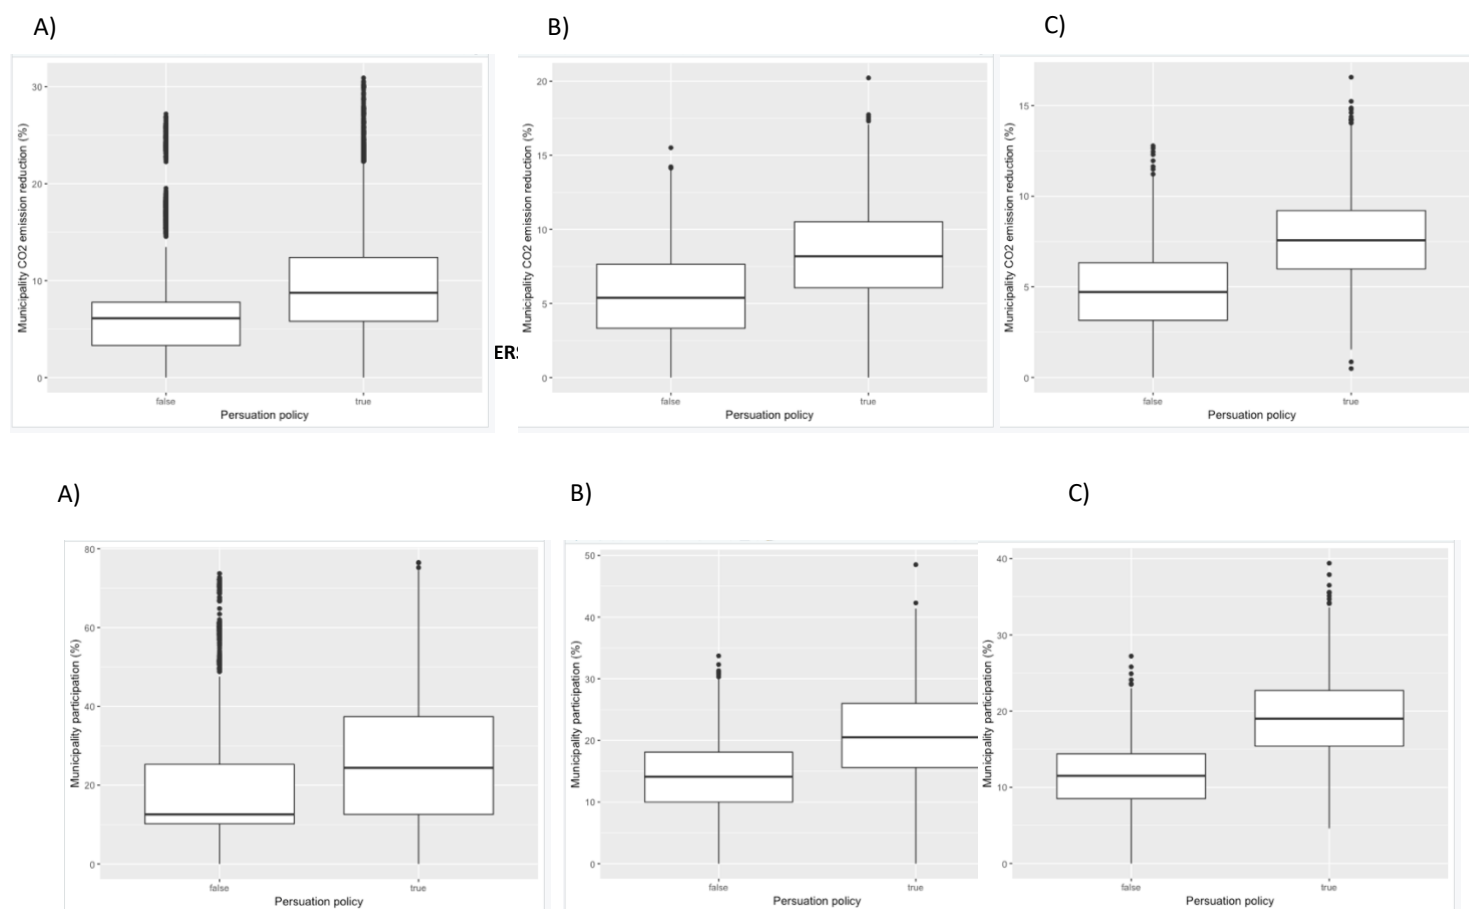 A)
B)
C)
Municipality CO2 emission reduction (%)
30
20
10
0
false
true
Persuation policy
ERS
Municipality CO2 emission reduction (%)
20
15
10
5
0
false
true
Persuation policy
Municipality CO2 emission reduction (%)
15
10
5
0
false
true
Persuation policy
A)
B)
C)
Municipality participation (%)
80
60
40
20
0
false
true
Persuation policy
Municipality participation (%)
50
40
30
20
10
0
false
true
Persuation policy
Municipality participation (%)
40
30
20
10
0
false
true
Persuation policy